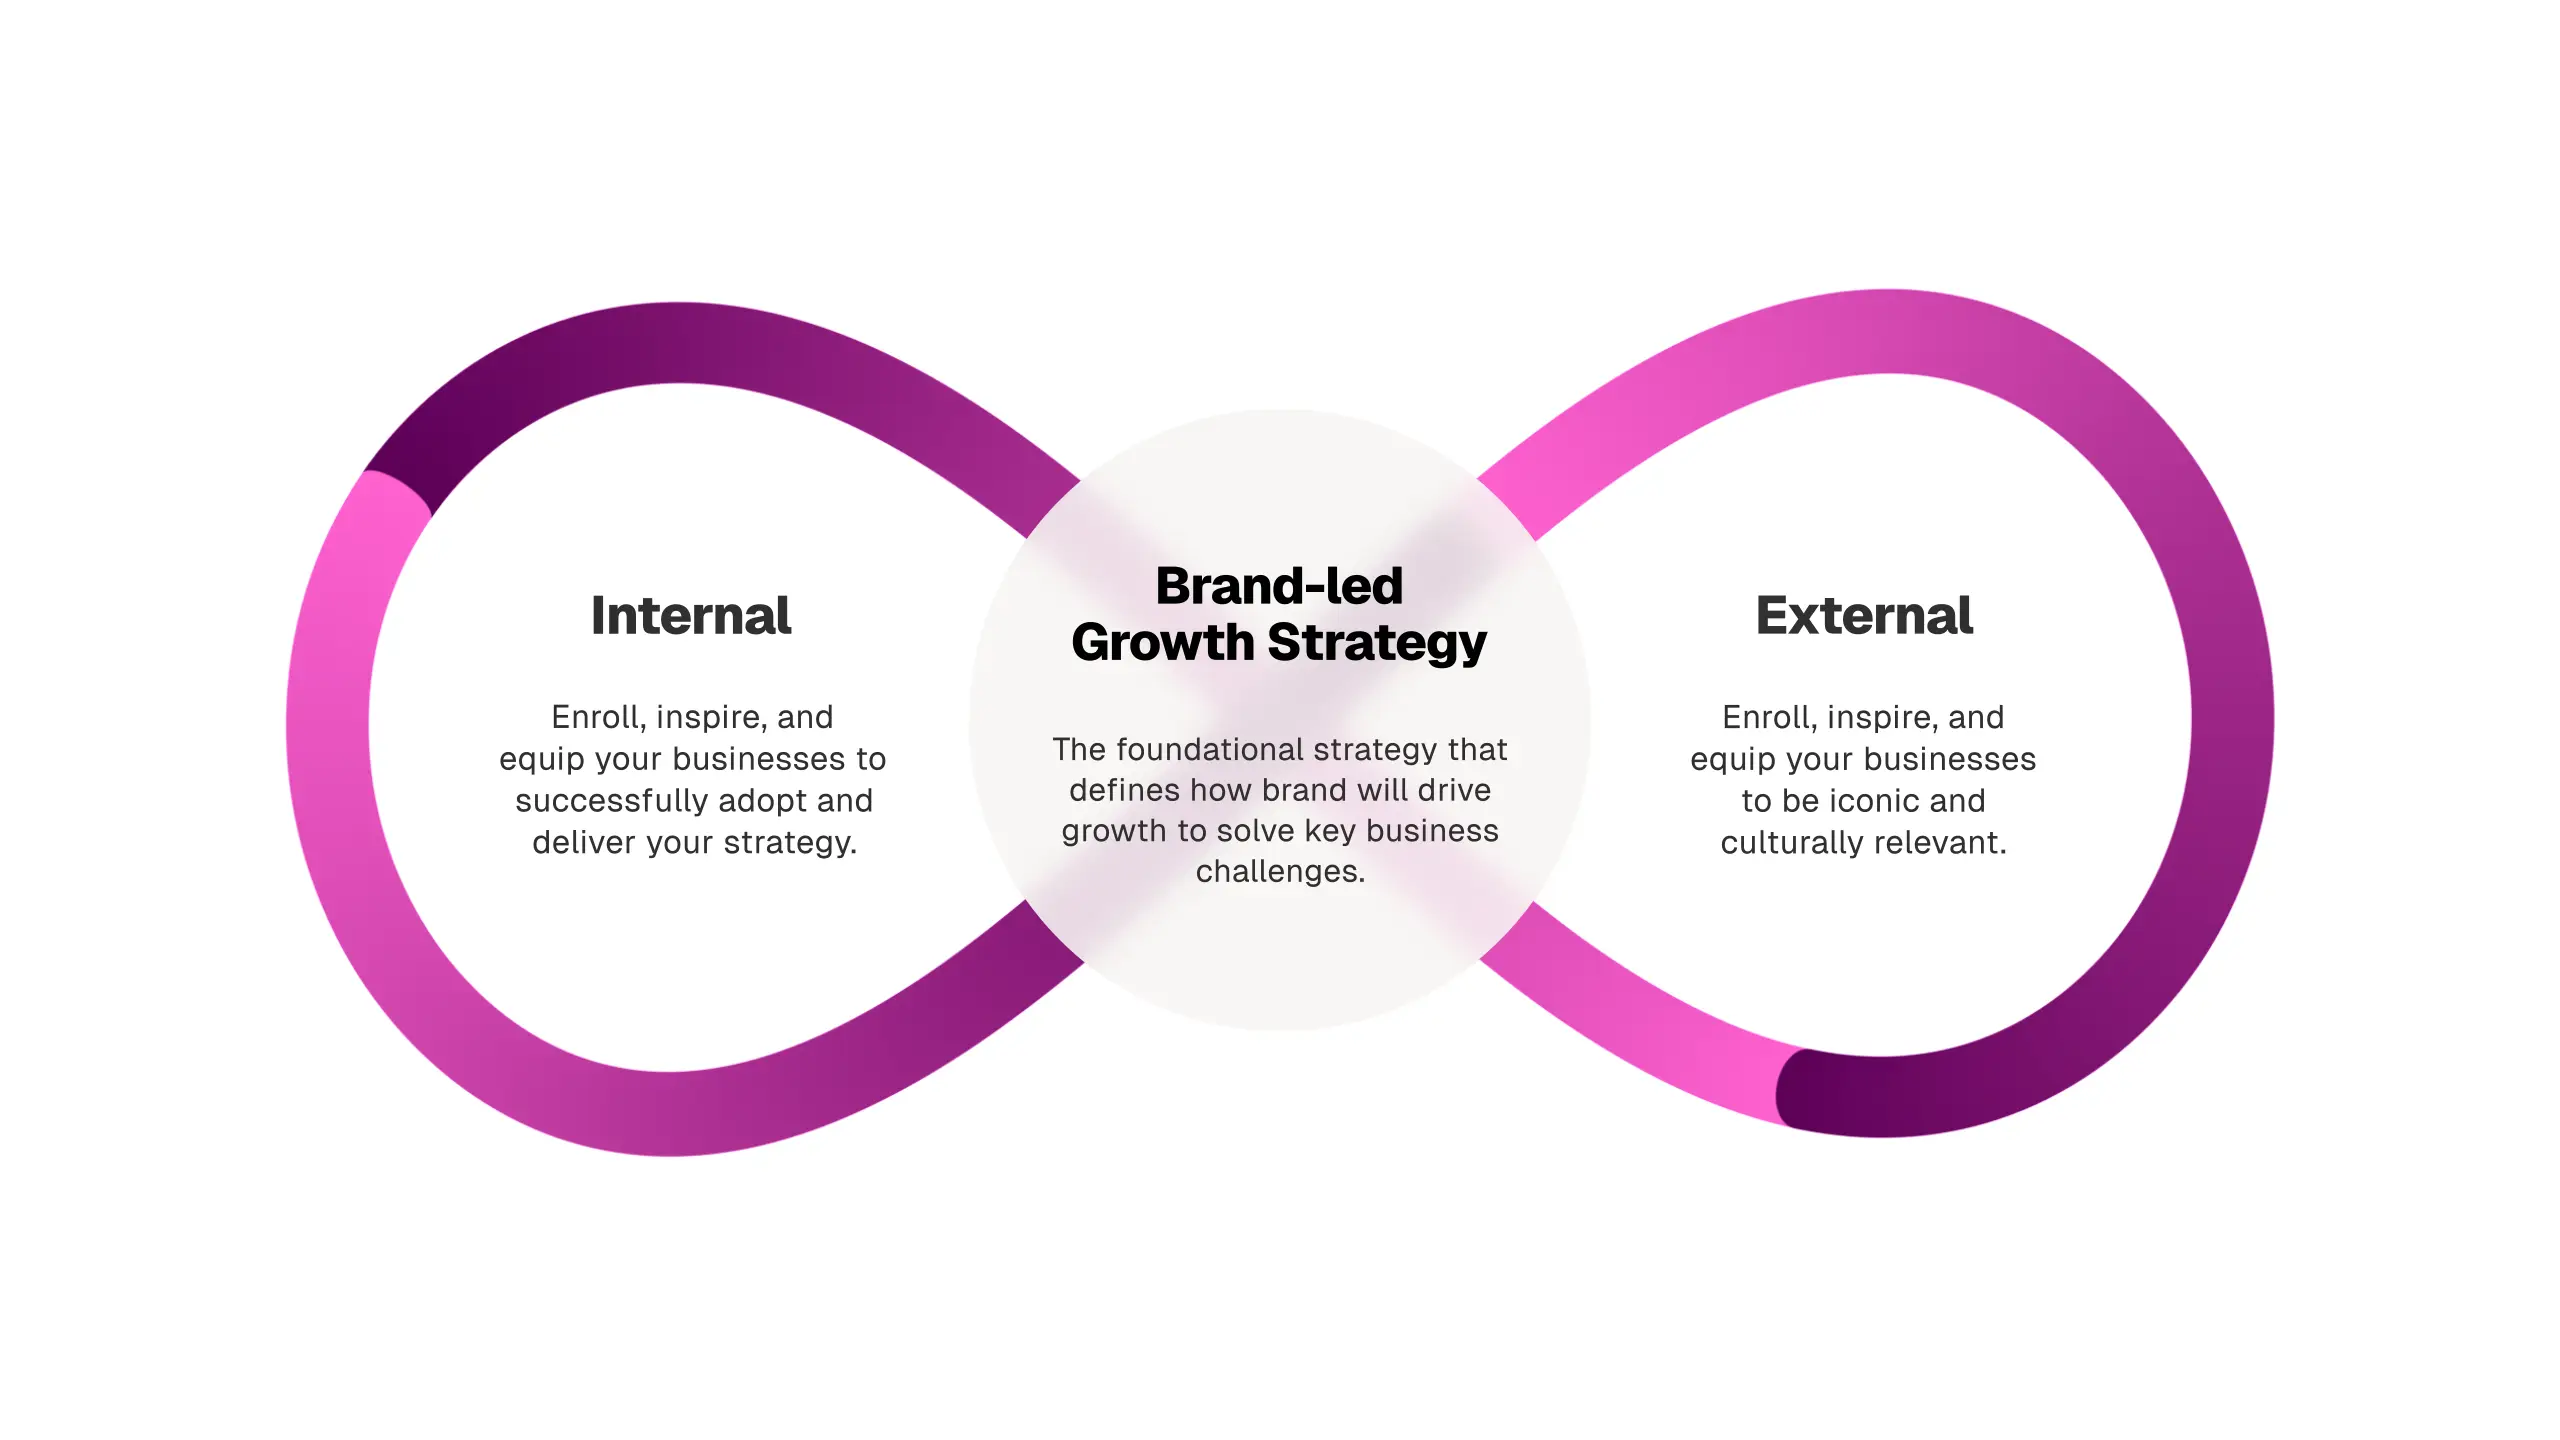 Internal
Enroll, inspire, and
equip your businesses to
successfully adopt and
deliver your strategy.
Brand-led
Growth Strategy
The foundational strategy that
defines how brand will drive
growth to solve key business
challenges.
External
Enroll, inspire, and
equip your businesses
to be iconic and
culturally relevant.